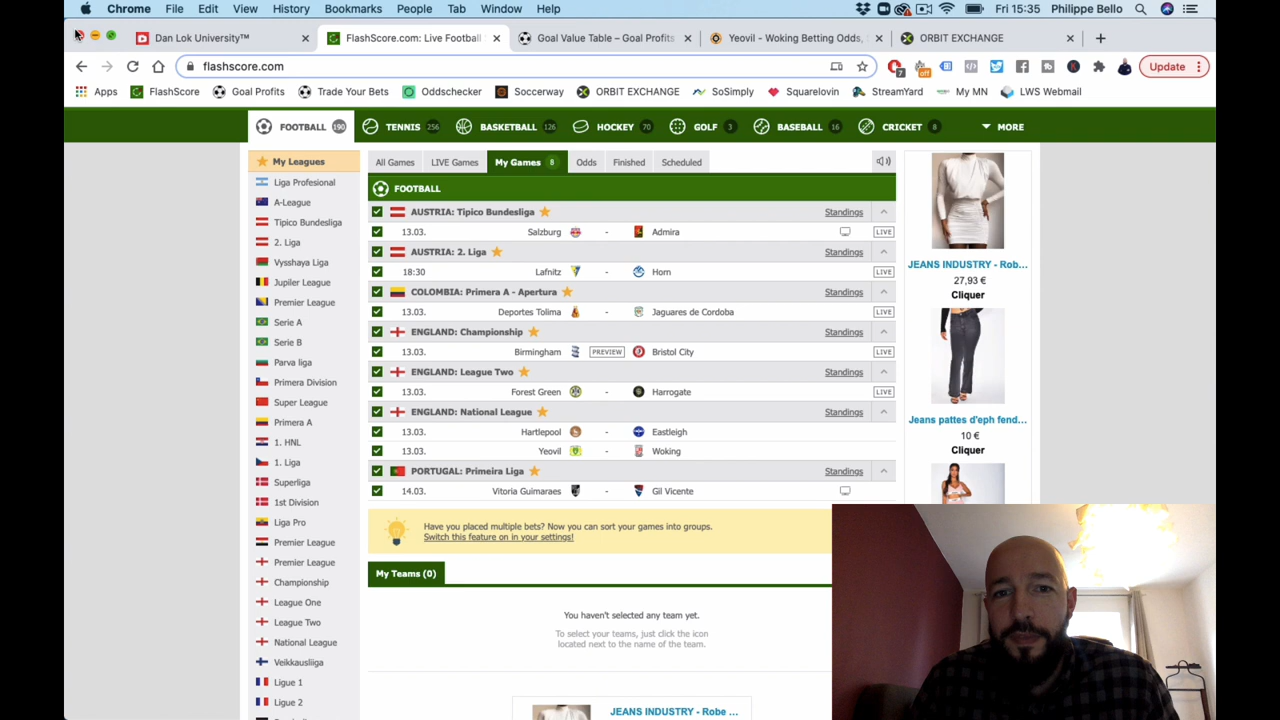 Chrome File Edit View History Bookmarks People Tab Window Help Fri 15:35 Philippe Bello
Dan Lok University™ FlashScore.com: Live Football Goal Value Table – Goal Profits Yeovil - Woking Betting Odds, ORBIT EXCHANGE
flashscore.com 7 off Update
Apps FlashScore Goal Profits Trade Your Bets Oddschecker Soccerway ORBIT EXCHANGE SoSimply Squarelovin StreamYard My MN LWS Webmail
FOOTBALL 190 TENNIS 256 BASKETBALL 126 HOCKEY 70 GOLF 3 BASEBALL 16 CRICKET 8 MORE
My Leagues
Liga Profesional
A-League
Tipico Bundesliga
2. Liga
Vysshaya Liga
Jupiler League
Premier League
Serie A
Serie B
Parva liga
Primera Division
Super League
Primera A
1. HNL
1. Liga
Superliga
1st Division
Liga Pro
Premier League
Premier League
Championship
League One
League Two
National League
Veikkausliiga
Ligue 1
Ligue 2
All Games LIVE Games My Games 8 Odds Finished Scheduled
FOOTBALL
AUSTRIA: Tipico Bundesliga Standings
13.03. Salzburg - Admira LIVE
AUSTRIA: 2. Liga Standings
18:30 Lafnitz - Horn LIVE
COLOMBIA: Primera A - Apertura Standings
13.03. Deportes Tolima - Jaguares de Cordoba LIVE
ENGLAND: Championship Standings
13.03. Birmingham PREVIEW Bristol City LIVE
ENGLAND: League Two Standings
13.03. Forest Green - Harrogate LIVE
ENGLAND: National League Standings
13.03. Hartlepool - Eastleigh
13.03. Yeovil - Woking
PORTUGAL: Primeira Liga Standings
14.03. Vitoria Guimaraes - Gil Vicente
Have you placed multiple bets? Now you can sort your games into groups.
Switch this feature on in your settings!
My Teams (0)
You haven't selected any team yet.
To select your teams, just click the icon
located next to the name of the team.
JEANS INDUSTRY - Robe ...
JEANS INDUSTRY - Rob...
27,93 €
Cliquer
Jeans pattes d'eph fend...
10 €
Cliquer